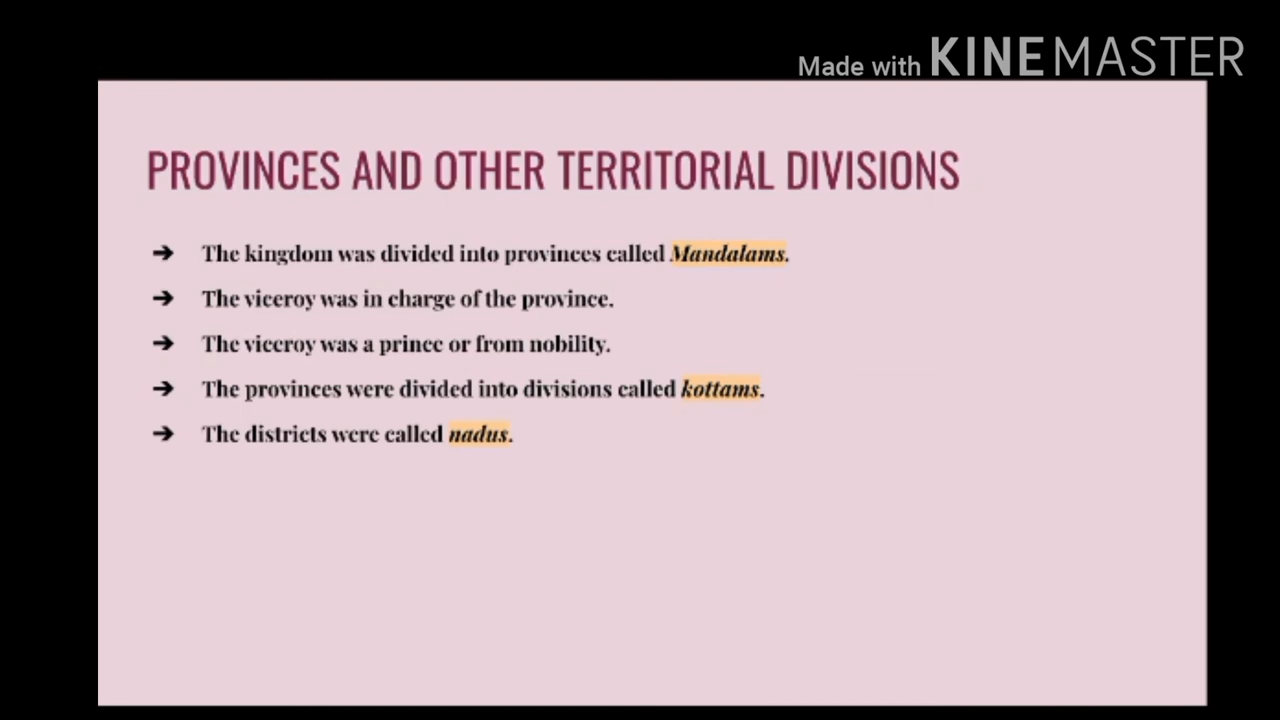 Made with KINEMASTER
PROVINCES AND OTHER TERRITORIAL DIVISIONS
➔ The kingdom was divided into provinces called Mandalams.
➔ The viceroy was in charge of the province.
➔ The viceroy was a prince or from nobility.
➔ The provinces were divided into divisions called kottams.
➔ The districts were called nadus.